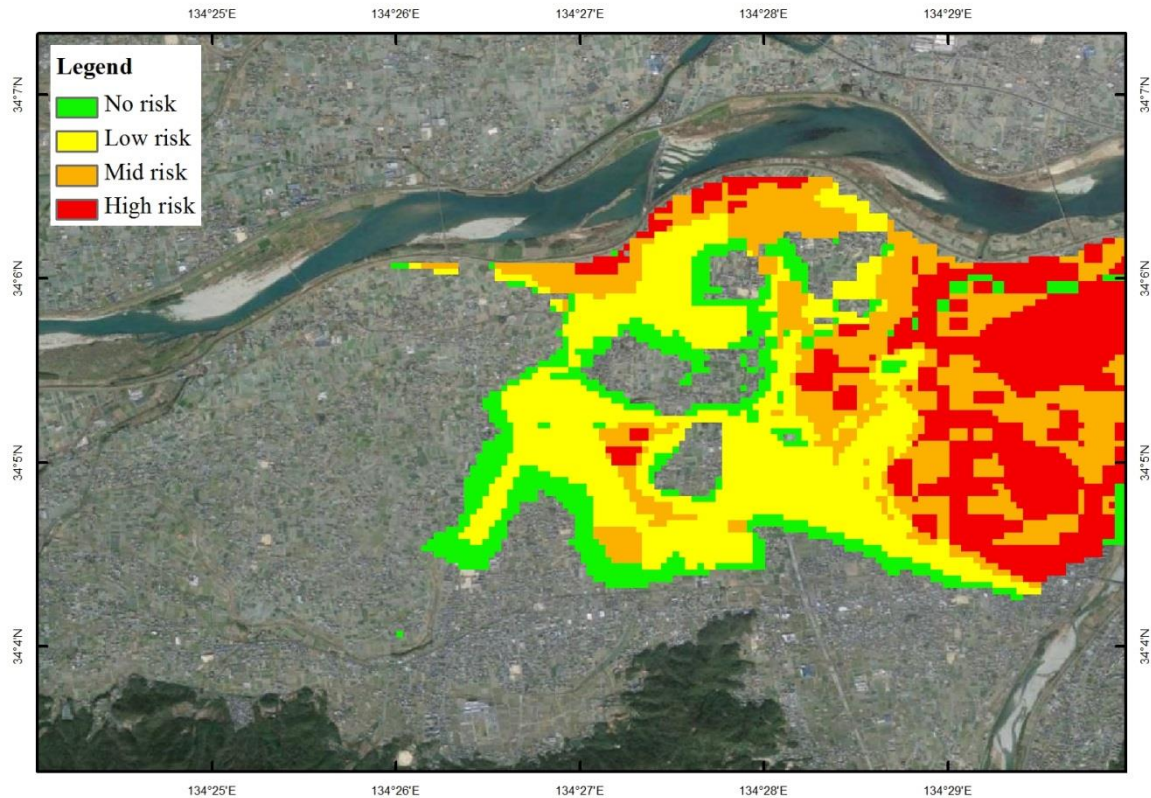 134°25'E 134°26'E 134°27'E 134°28'E 134°29'E
Legend
No risk
Low risk
Mid risk
High risk
34°7'N 34°7'N
34°6'N 34°6'N
34°5'N 34°5'N
34°4'N 34°4'N
134°25'E 134°26'E 134°27'E 134°28'E 134°29'E